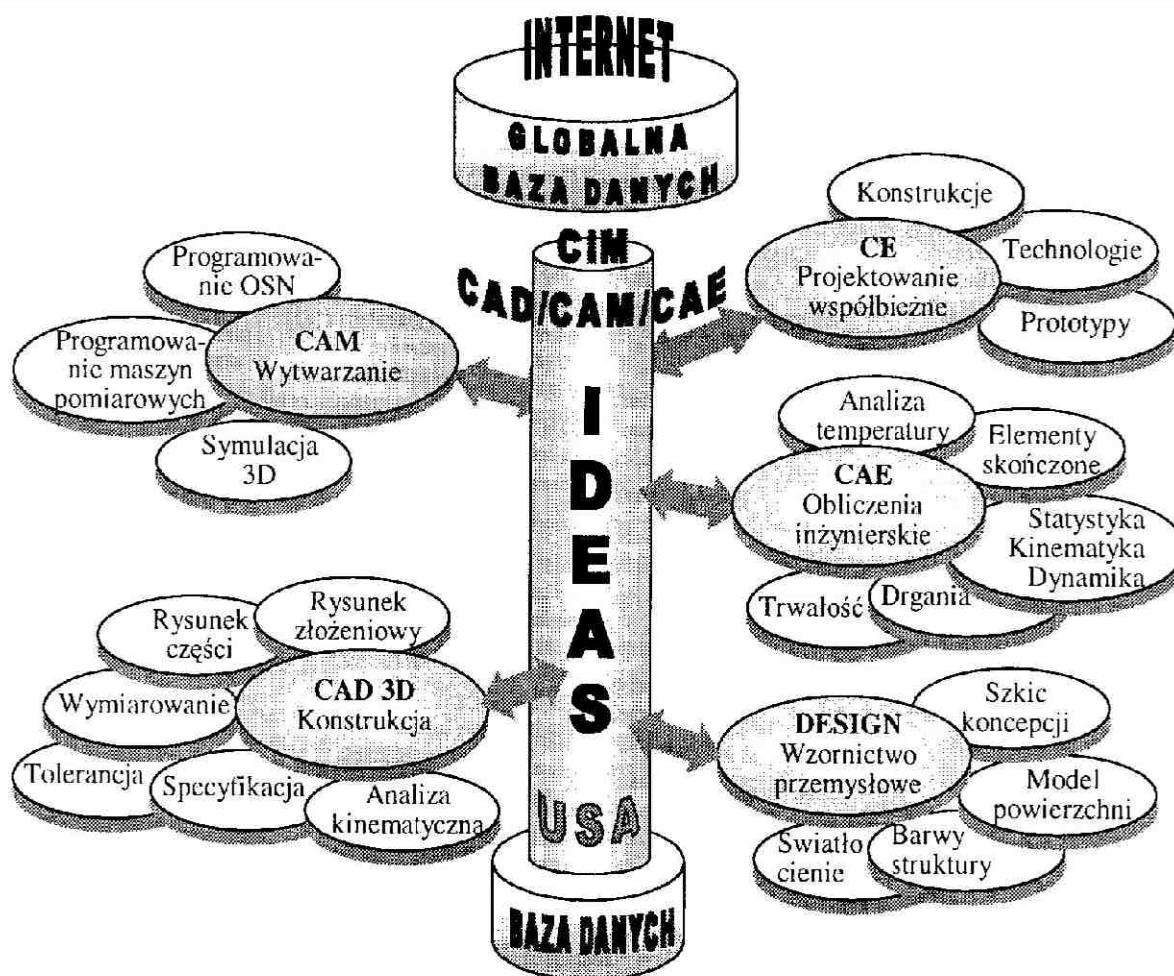 INTERNET
GLOBALNA
BAZA DANYCH
CIM
CAD/CAM/CAE
IDEAS
USA
BAZA DANYCH
Programowa-
nie OSN
Programowa-
nie maszyn
pomiarowych
CAM
Wytwarzanie
Symulacja
3D
Rysunek
części
Rysunek
złożeniowy
Wymiarowanie
CAD 3D
Konstrukcja
Tolerancja
Specyfikacja
Analiza
kinematyczna
Konstrukcje
CE
Projektowanie
współbieżne
Technologie
Prototypy
Analiza
temperatury
Elementy
skończone
CAE
Obliczenia
inżynierskie
Statystyka
Kinematyka
Dynamika
Trwałość
Drgania
DESIGN
Wzornictwo
przemysłowe
Szkic
koncepcji
Model
powierzchni
Swiatło
cienie
Barwy
struktury